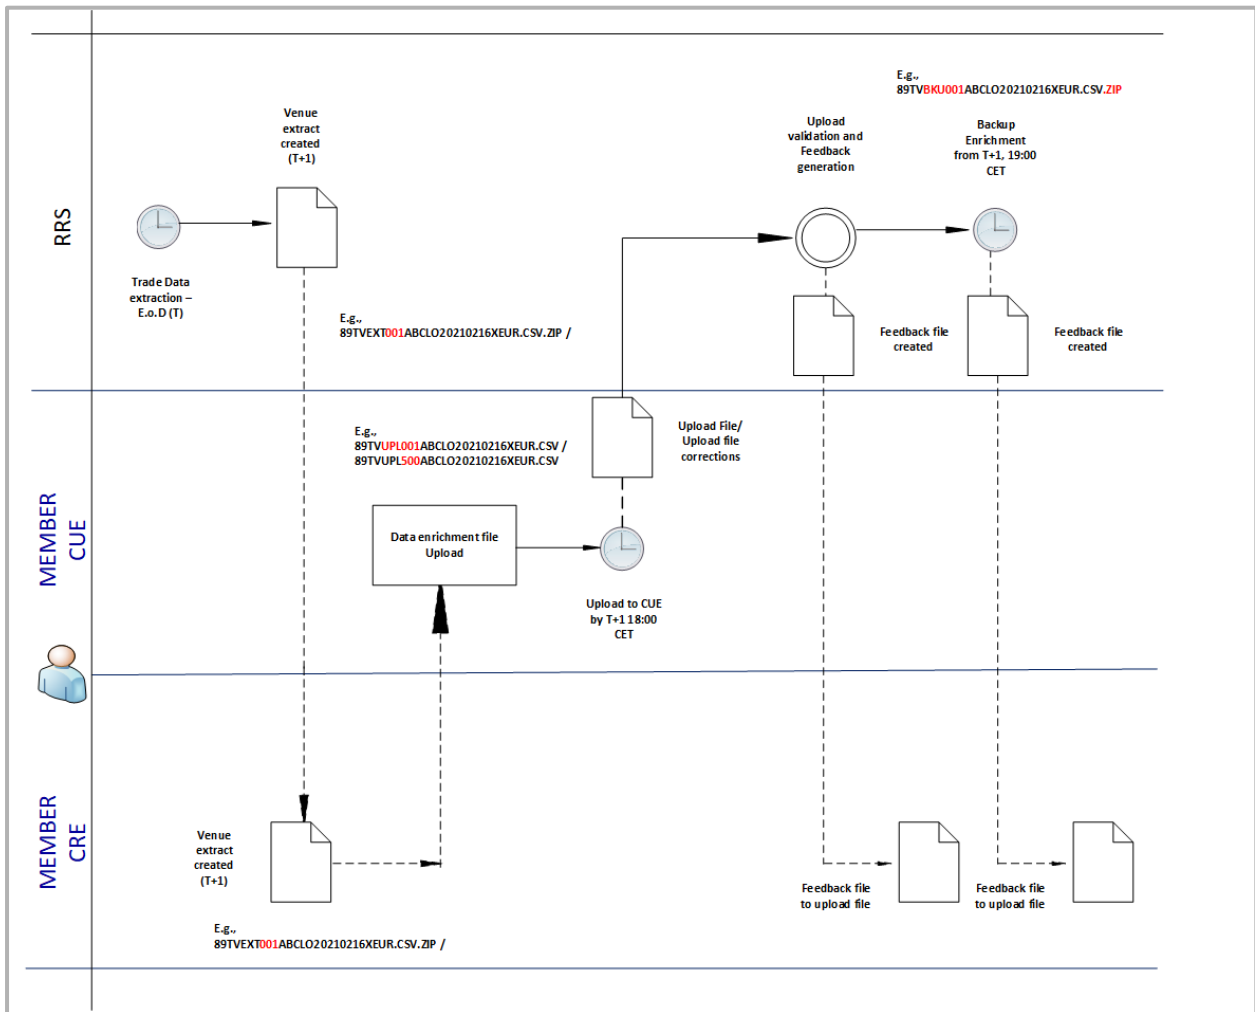 E.g.,
89TVBKU001ABCLO20210216XEUR.CSV.ZIP
Venue
extract
created
(T+1)
Upload
validation and
Feedback
generation
Backup
Enrichment
from T+1, 19:00
CET
RRS
Trade Data
extraction –
E.o.D (T)
E.g.,
89TVEXT001ABCLO20210216XEUR.CSV.ZIP /
Feedback file
created
Feedback file
created
E.g.,
89TVUPL001ABCLO20210216XEUR.CSV /
89TVUPL500ABCLO20210216XEUR.CSV
Upload File/
Upload file
corrections
MEMBER
CUE
Data enrichment file
Upload
Upload to CUE
by T+1 18:00
CET
MEMBER
CRE
Venue
extract
created
(T+1)
Feedback file
to upload file
Feedback file
to upload file
E.g.,
89TVEXT001ABCLO20210216XEUR.CSV.ZIP /